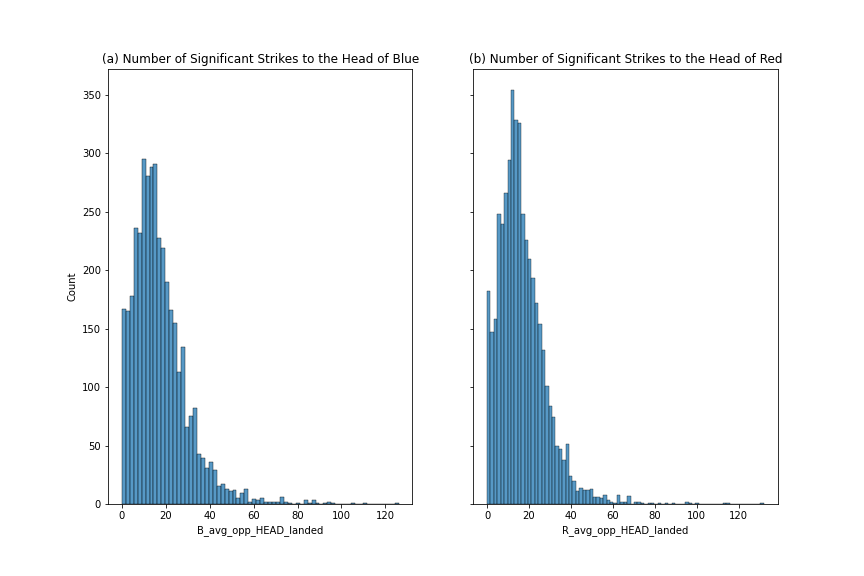 (a) Number of Significant Strikes to the Head of Blue
350
300
250
200
150
100
50
0
Count
0 20 40 60 80 100 120
B_avg_opp_HEAD_landed
(b) Number of Significant Strikes to the Head of Red
0 20 40 60 80 100 120
R_avg_opp_HEAD_landed